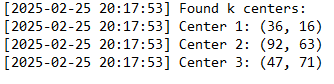 [2025-02-25 20:17:53] Found k centers:
[2025-02-25 20:17:53] Center 1: (36, 16)
[2025-02-25 20:17:53] Center 2: (92, 63)
[2025-02-25 20:17:53] Center 3: (47, 71)